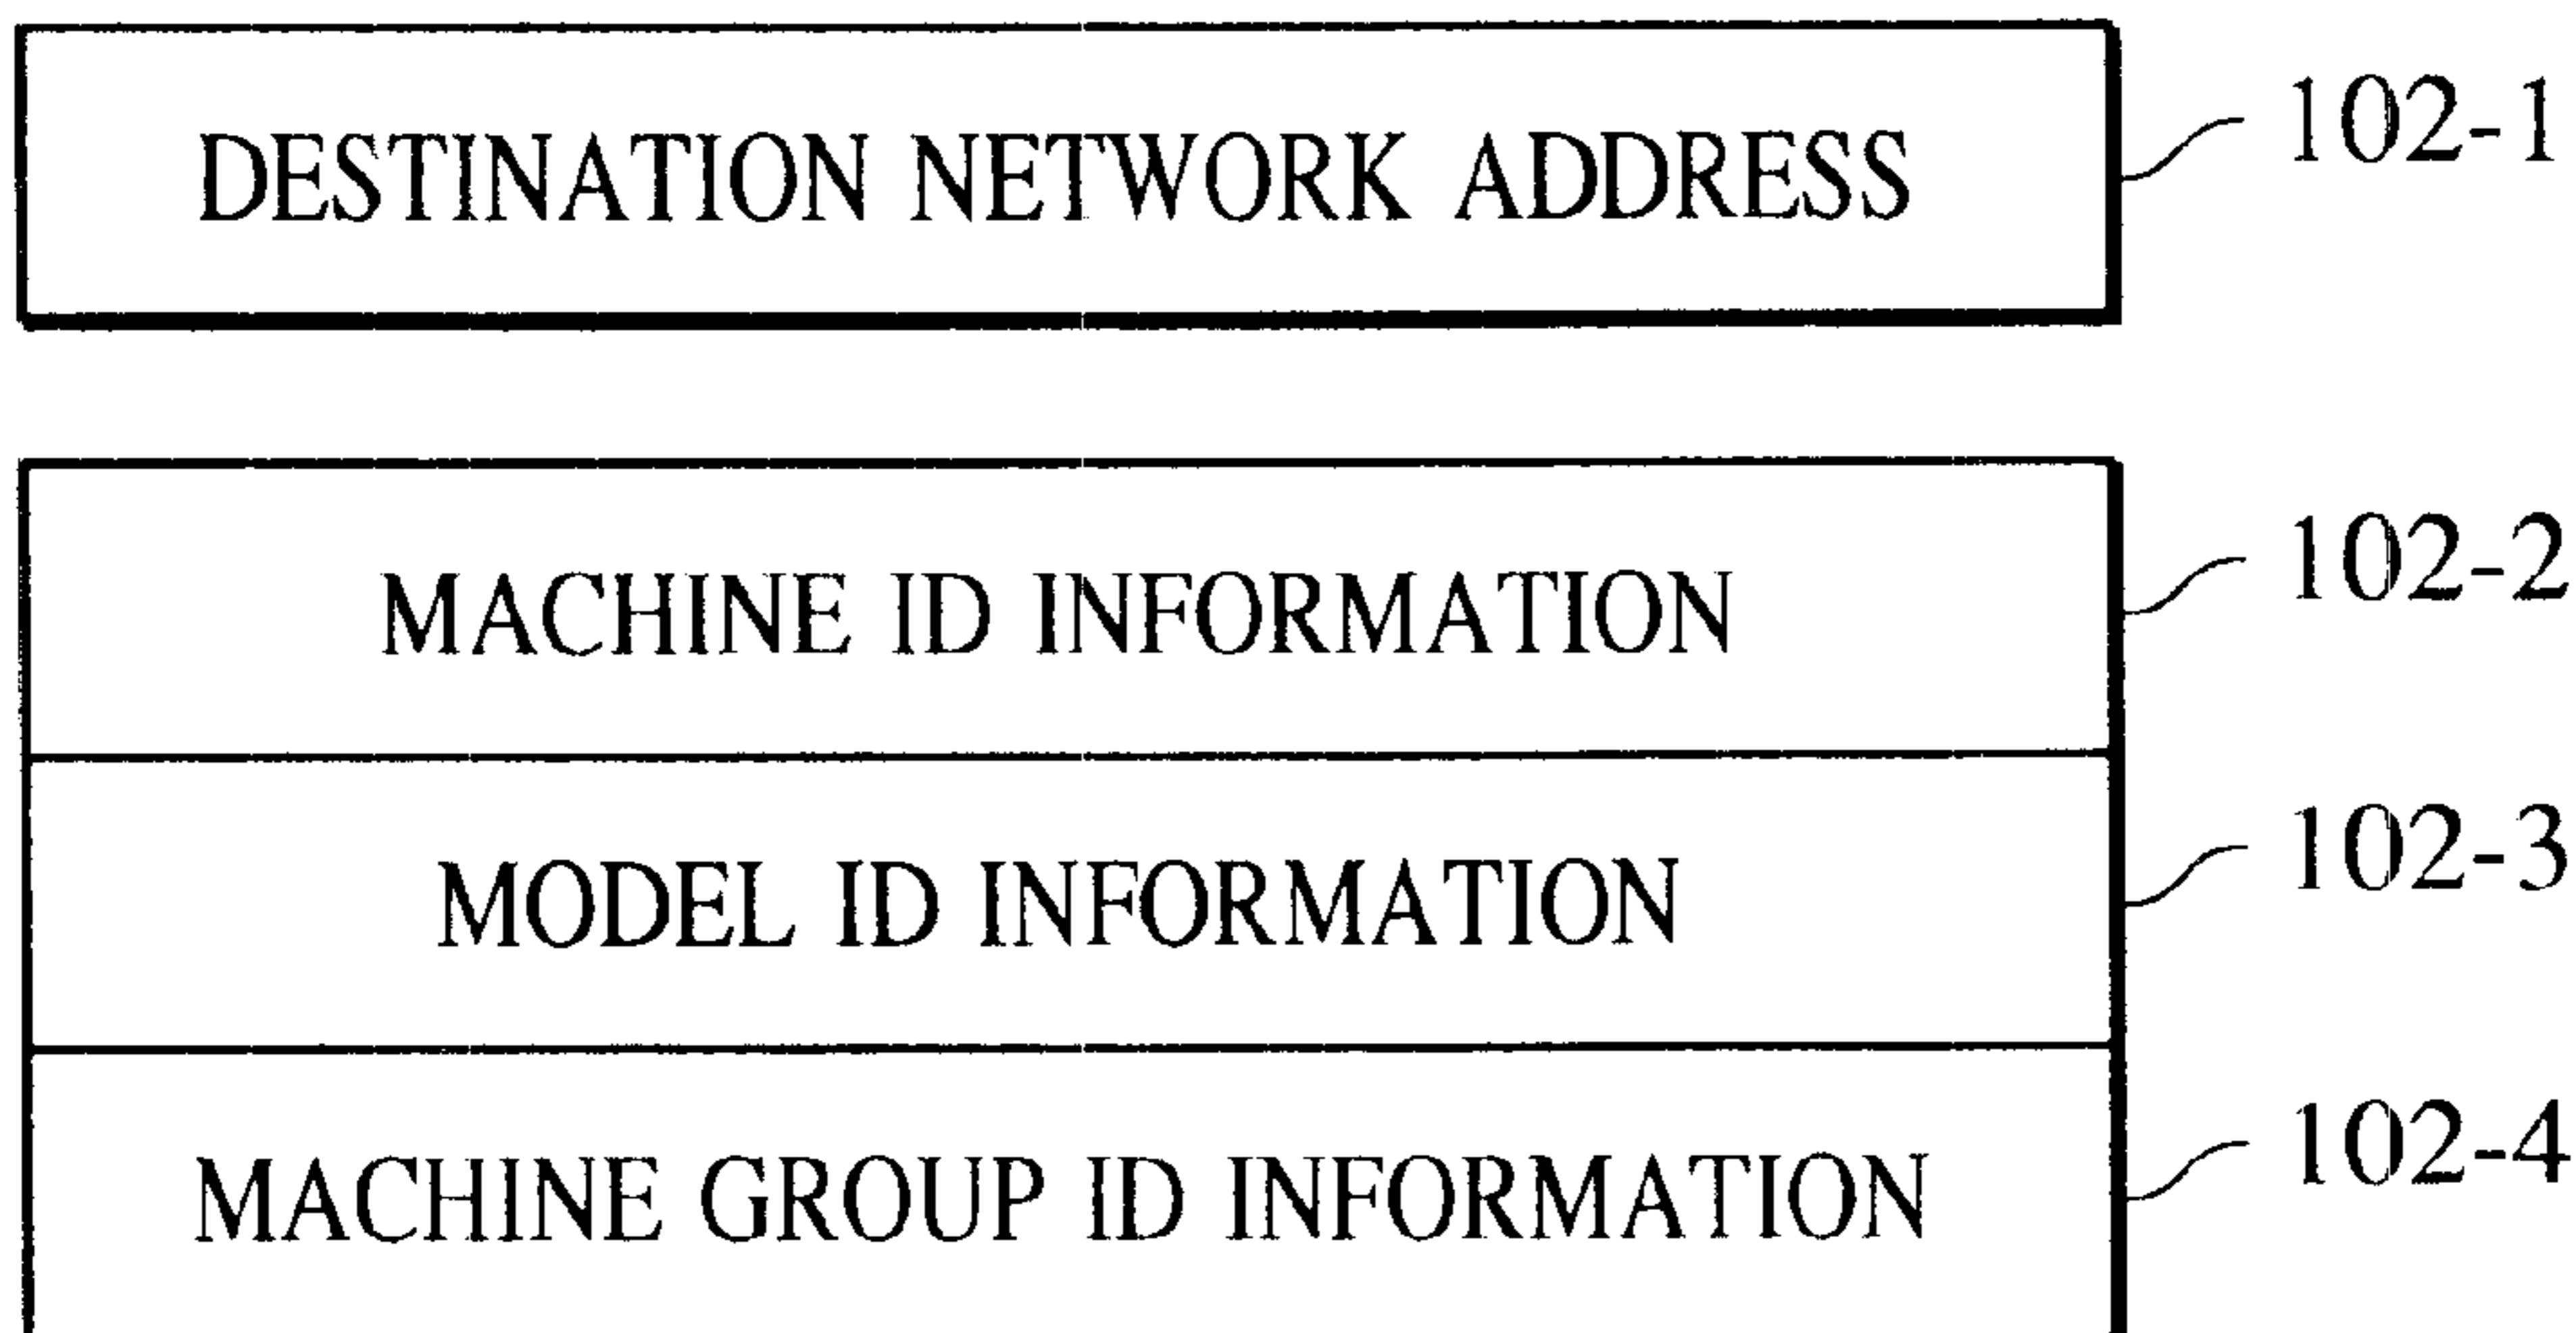 DESTINATION NETWORK ADDRESS 102-1
MACHINE ID INFORMATION 102-2
MODEL ID INFORMATION 102-3
MACHINE GROUP ID INFORMATION 102-4